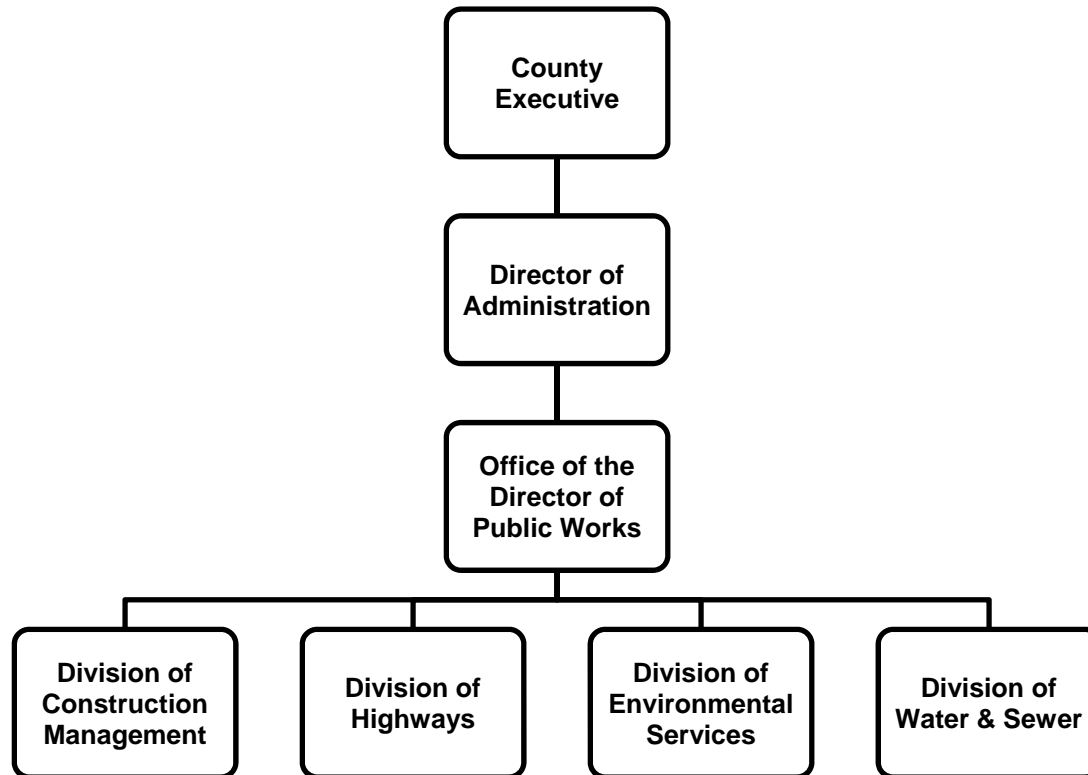 County
Executive
Director of
Administration
Office of the
Director of
Public Works
Division of
Construction
Management
Division of
Highways
Division of
Environmental
Services
Division of
Water & Sewer